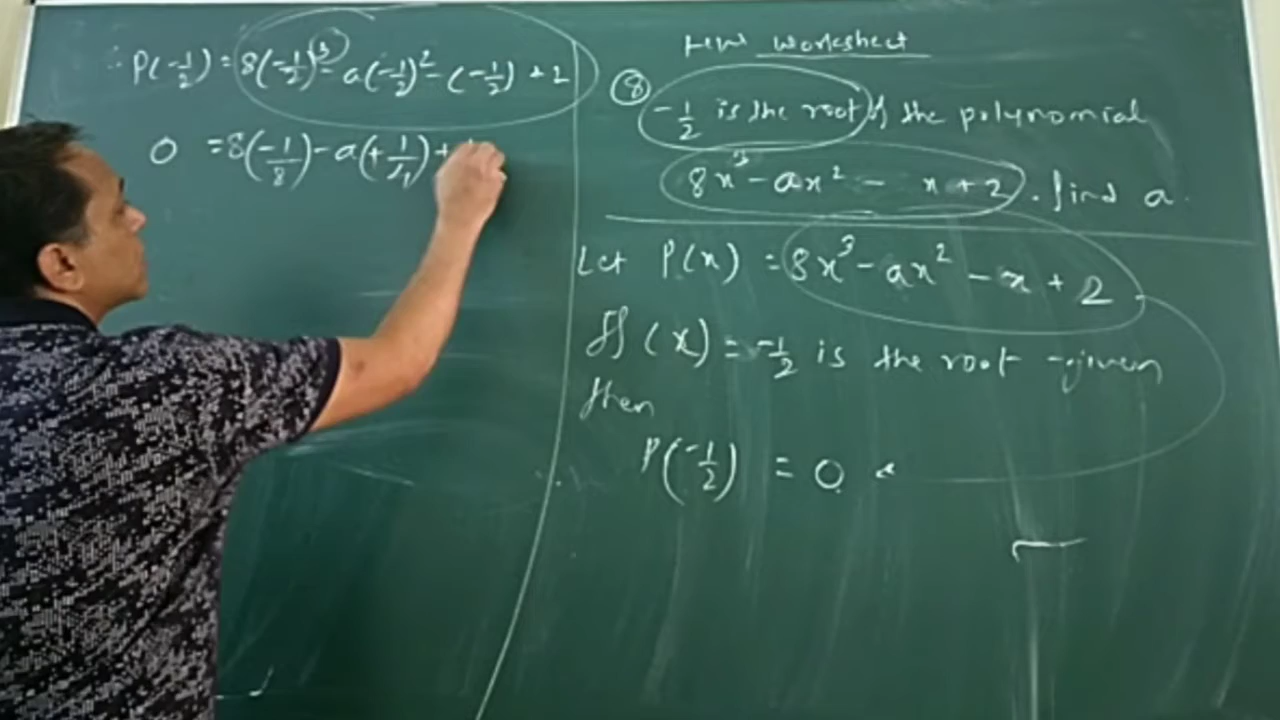 ∴ P(-1/2) = 8(-1/2)³ - a(-1/2)² - (-1/2) + 2
0 = 8(-1/8) - a(+1/4) +
Worksheet
⑧ -1/2 is the root of the polynomial
8x³ - ax² - x + 2 . find a.
Let P(x) = 8x³ - ax² - x + 2
If (x) = -1/2 is the root - given
then
P(-1/2) = 0